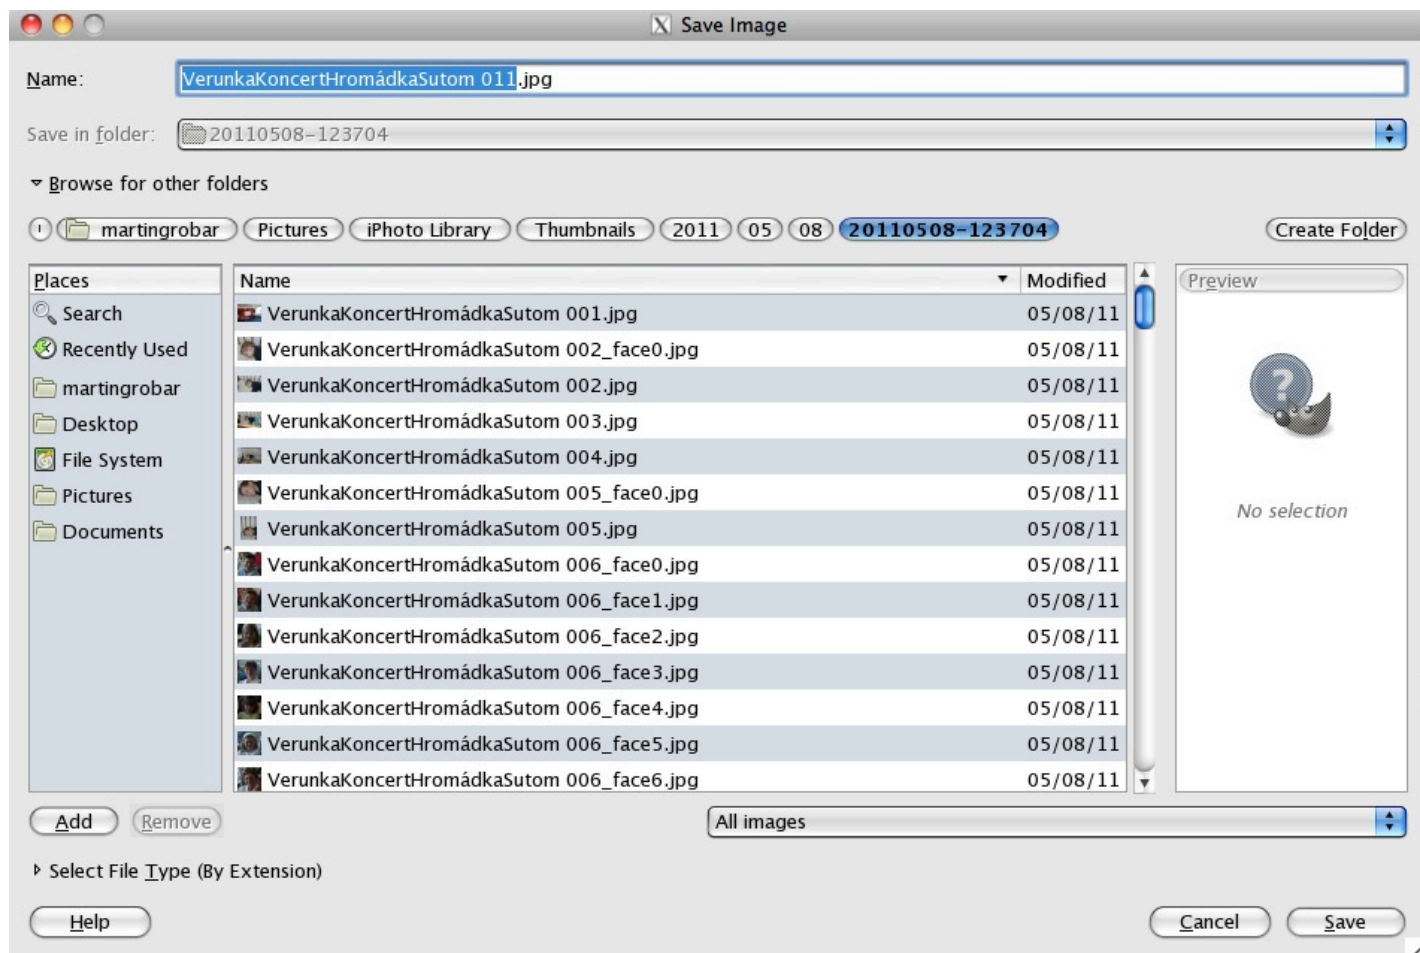 Save Image
Name: VerunkaKoncertHromádkaSutom 011.jpg
Save in folder: 20110508-123704
Browse for other folders
martingrobar Pictures iPhoto Library Thumbnails 2011 05 08 20110508-123704 Create Folder
Places Name Modified Preview
Search VerunkaKoncertHromádkaSutom 001.jpg 05/08/11
Recently Used VerunkaKoncertHromádkaSutom 002_face0.jpg 05/08/11
martingrobar VerunkaKoncertHromádkaSutom 002.jpg 05/08/11
Desktop VerunkaKoncertHromádkaSutom 003.jpg 05/08/11
File System VerunkaKoncertHromádkaSutom 004.jpg 05/08/11
Pictures VerunkaKoncertHromádkaSutom 005_face0.jpg 05/08/11
No selection
Documents VerunkaKoncertHromádkaSutom 005.jpg 05/08/11
VerunkaKoncertHromádkaSutom 006_face0.jpg 05/08/11
VerunkaKoncertHromádkaSutom 006_face1.jpg 05/08/11
VerunkaKoncertHromádkaSutom 006_face2.jpg 05/08/11
VerunkaKoncertHromádkaSutom 006_face3.jpg 05/08/11
VerunkaKoncertHromádkaSutom 006_face4.jpg 05/08/11
VerunkaKoncertHromádkaSutom 006_face5.jpg 05/08/11
VerunkaKoncertHromádkaSutom 006_face6.jpg 05/08/11
Add Remove All images
Select File Type (By Extension)
Help Cancel Save